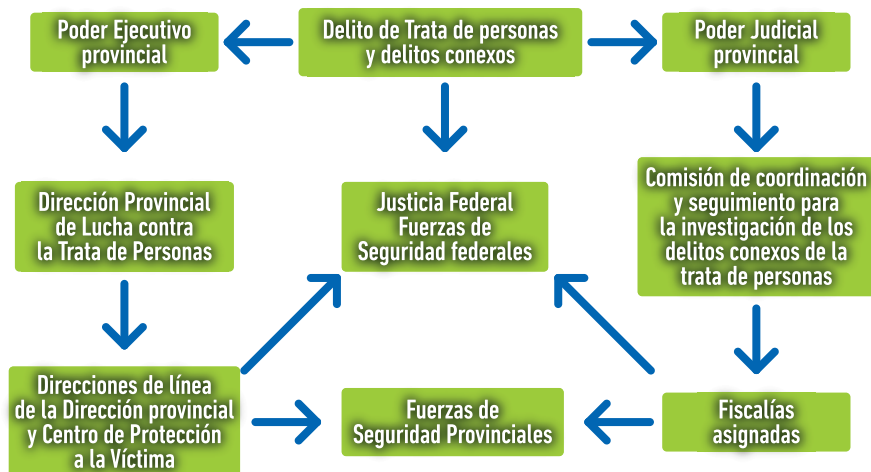 Poder Ejecutivo
provincial
Delito de Trata de personas
y delitos conexos
Poder Judicial
provincial
Dirección Provincial
de Lucha contra
la Trata de Personas
Justicia Federal
Fuerzas de
Seguridad federales
Comisión de coordinación
y seguimiento para
la investigación de los
delitos conexos de la
trata de personas
Direcciones de línea
de la Dirección provincial
y Centro de Protección
a la Víctima
Fuerzas de
Seguridad Provinciales
Fiscalías
asignadas